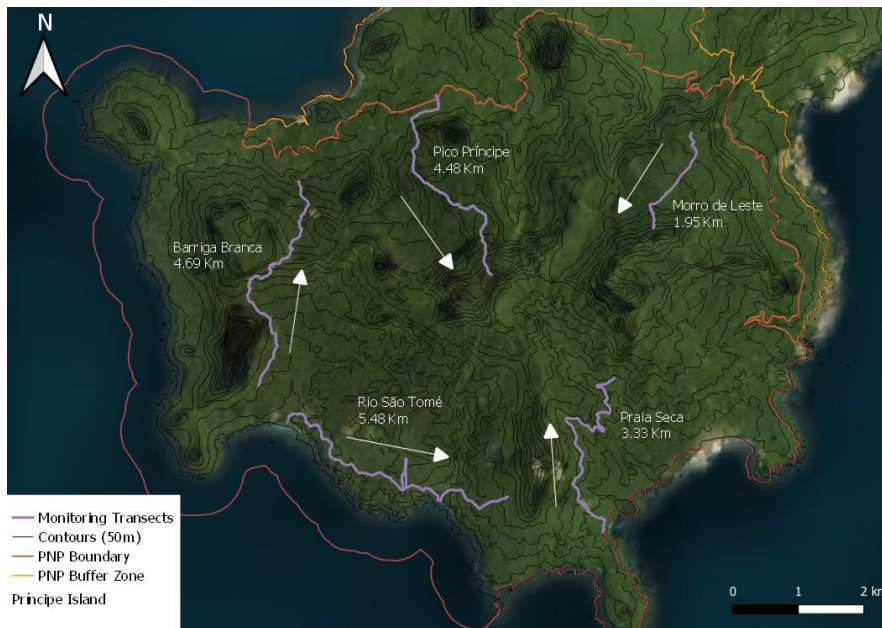 N
Pico Príncipe
4.48 Km
Morro de Leste
1.95 Km
Barriga Branca
4.69 Km
Rio São Tomé
5.48 Km
Praia Seca
3.33 Km
Monitoring Transects
Contours (50m)
PNP Boundary
PNP Buffer Zone
Príncipe Island
0 1 2 km